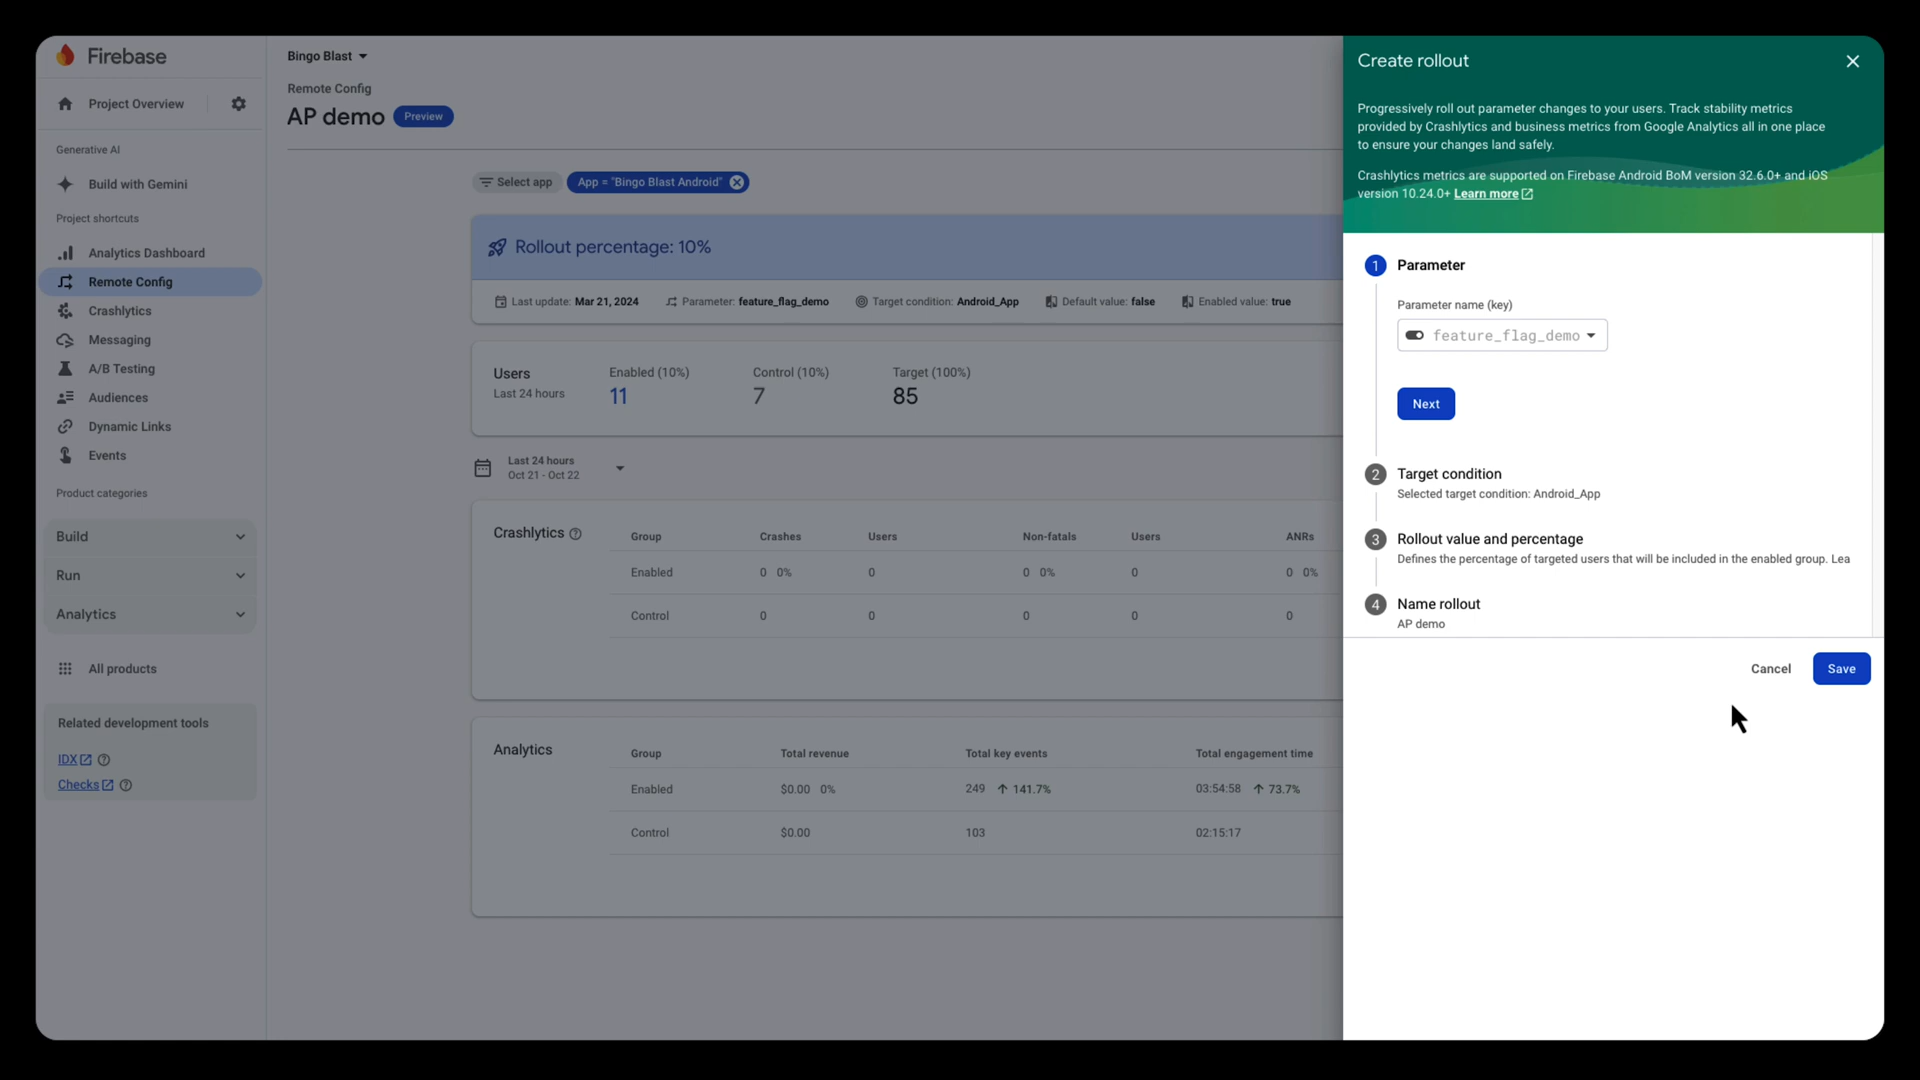 Firebase
Project Overview
Generative AI
Build with Gemini
Project shortcuts
Analytics Dashboard
Remote Config
Crashlytics
Messaging
A/B Testing
Audiences
Dynamic Links
Events
Product categories
Build
Run
Analytics
All products
Related development tools
IDX
Checks
Bingo Blast
Remote Config
AP demo Preview
Select app App = "Bingo Blast Android"
Rollout percentage: 10%
Last update: Mar 21, 2024 Parameter: feature_flag_demo Target condition: Android_App Default value: false Enabled value: true
Users Enabled (10%) Control (10%) Target (100%)
Last 24 hours 11 7 85
Last 24 hours
Oct 21 - Oct 22
Crashlytics Group Crashes Users Non-fatals Users ANRs
Enabled 0 0% 0 0 0% 0 0 0%
Control 0 0 0 0 0
Analytics Group Total revenue Total key events Total engagement time
Enabled $0.00 0% 249 ↑ 141.7% 03:54:58 ↑ 73.7%
Control $0.00 103 02:15:17
Create rollout
Progressively roll out parameter changes to your users. Track stability metrics
provided by Crashlytics and business metrics from Google Analytics all in one place
to ensure your changes land safely.
Crashlytics metrics are supported on Firebase Android BoM version 32.6.0+ and iOS
version 10.24.0+ Learn more
1 Parameter
Parameter name (key)
feature_flag_demo
Next
2 Target condition
Selected target condition: Android_App
3 Rollout value and percentage
Defines the percentage of targeted users that will be included in the enabled group. Lea
4 Name rollout
AP demo
Cancel Save